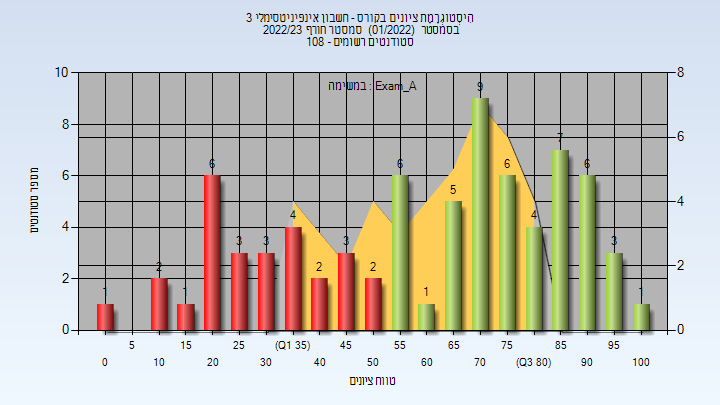 היסטוגרמת ציונים בקורס - חשבון אינפיניטסימלי 3
בסמסטר (01/2022) סמסטר חורף 2022/23
סטודנטים רשומים - 108
במשימה : Exam_A
10 8 6 4 2 0
מספר סטודנטים
8 6 4 2 0
1 2 1 6 3 3 4 2 3 2 6 1 5 9 6 4 7 6 3 1
5 15 25 (Q1 35) 45 55 65 75 85 95
0 10 20 30 40 50 60 70 (Q3 80) 90 100
טווח ציונים